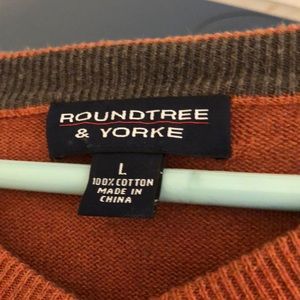 ROUNDTREE
& YORKE
L
100% COTTON
MADE IN
CHINA